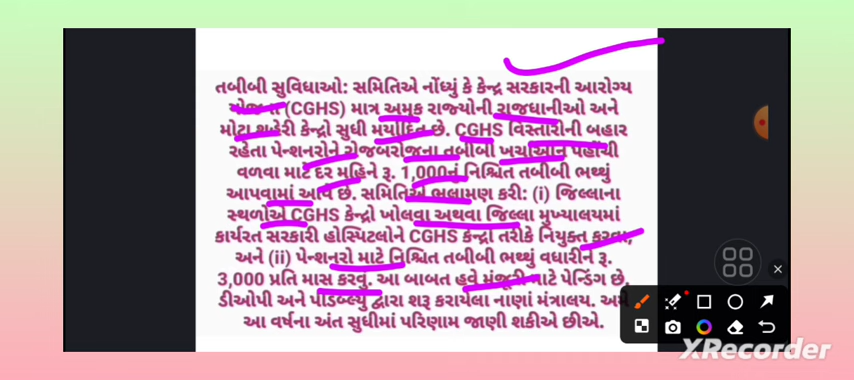 તબીબી સુવિધાઓ: સમિતિએ નોંધ્યું કે કેન્દ્ર સરકારની આરોગ્ય
યોજના (CGHS) માત્ર અમુક રાજ્યોની રાજધાનીઓ અને
મોટા શહેરી કેન્દ્રો સુધી મર્યાદિત છે. CGHS વિસ્તારોની બહાર
રહેતા પેન્શનરોને રોજબરોજના તબીબી ખર્ચાઓને પહોંચી
વળવા માટે દર મહિને રૂ. 1,000નું નિશ્ચિત તબીબી ભથ્થું
આપવામાં આવે છે. સમિતિએ ભલામણ કરી: (i) જિલ્લાના
સ્થળોએ CGHS કેન્દ્રો ખોલવા અથવા જિલ્લા મુખ્યાલયમાં
કાર્યરત સરકારી હોસ્પિટલોને CGHS કેન્દ્રો તરીકે નિયુક્ત કરવા,
અને (ii) પેન્શનરો માટે નિશ્ચિત તબીબી ભથ્થું વધારીને રૂ.
3,000 પ્રતિ માસ કરવુ. આ બાબત હવે મંજૂરી માટે પેન્ડિંગ છે.
ડીઓપી અને પીડબ્લ્યુ દ્વારા શરૂ કરાયેલા નાણાં મંત્રાલય. અમે
આ વર્ષના અંત સુધીમાં પરિણામ જાણી શકીએ છીએ.
XRecorder